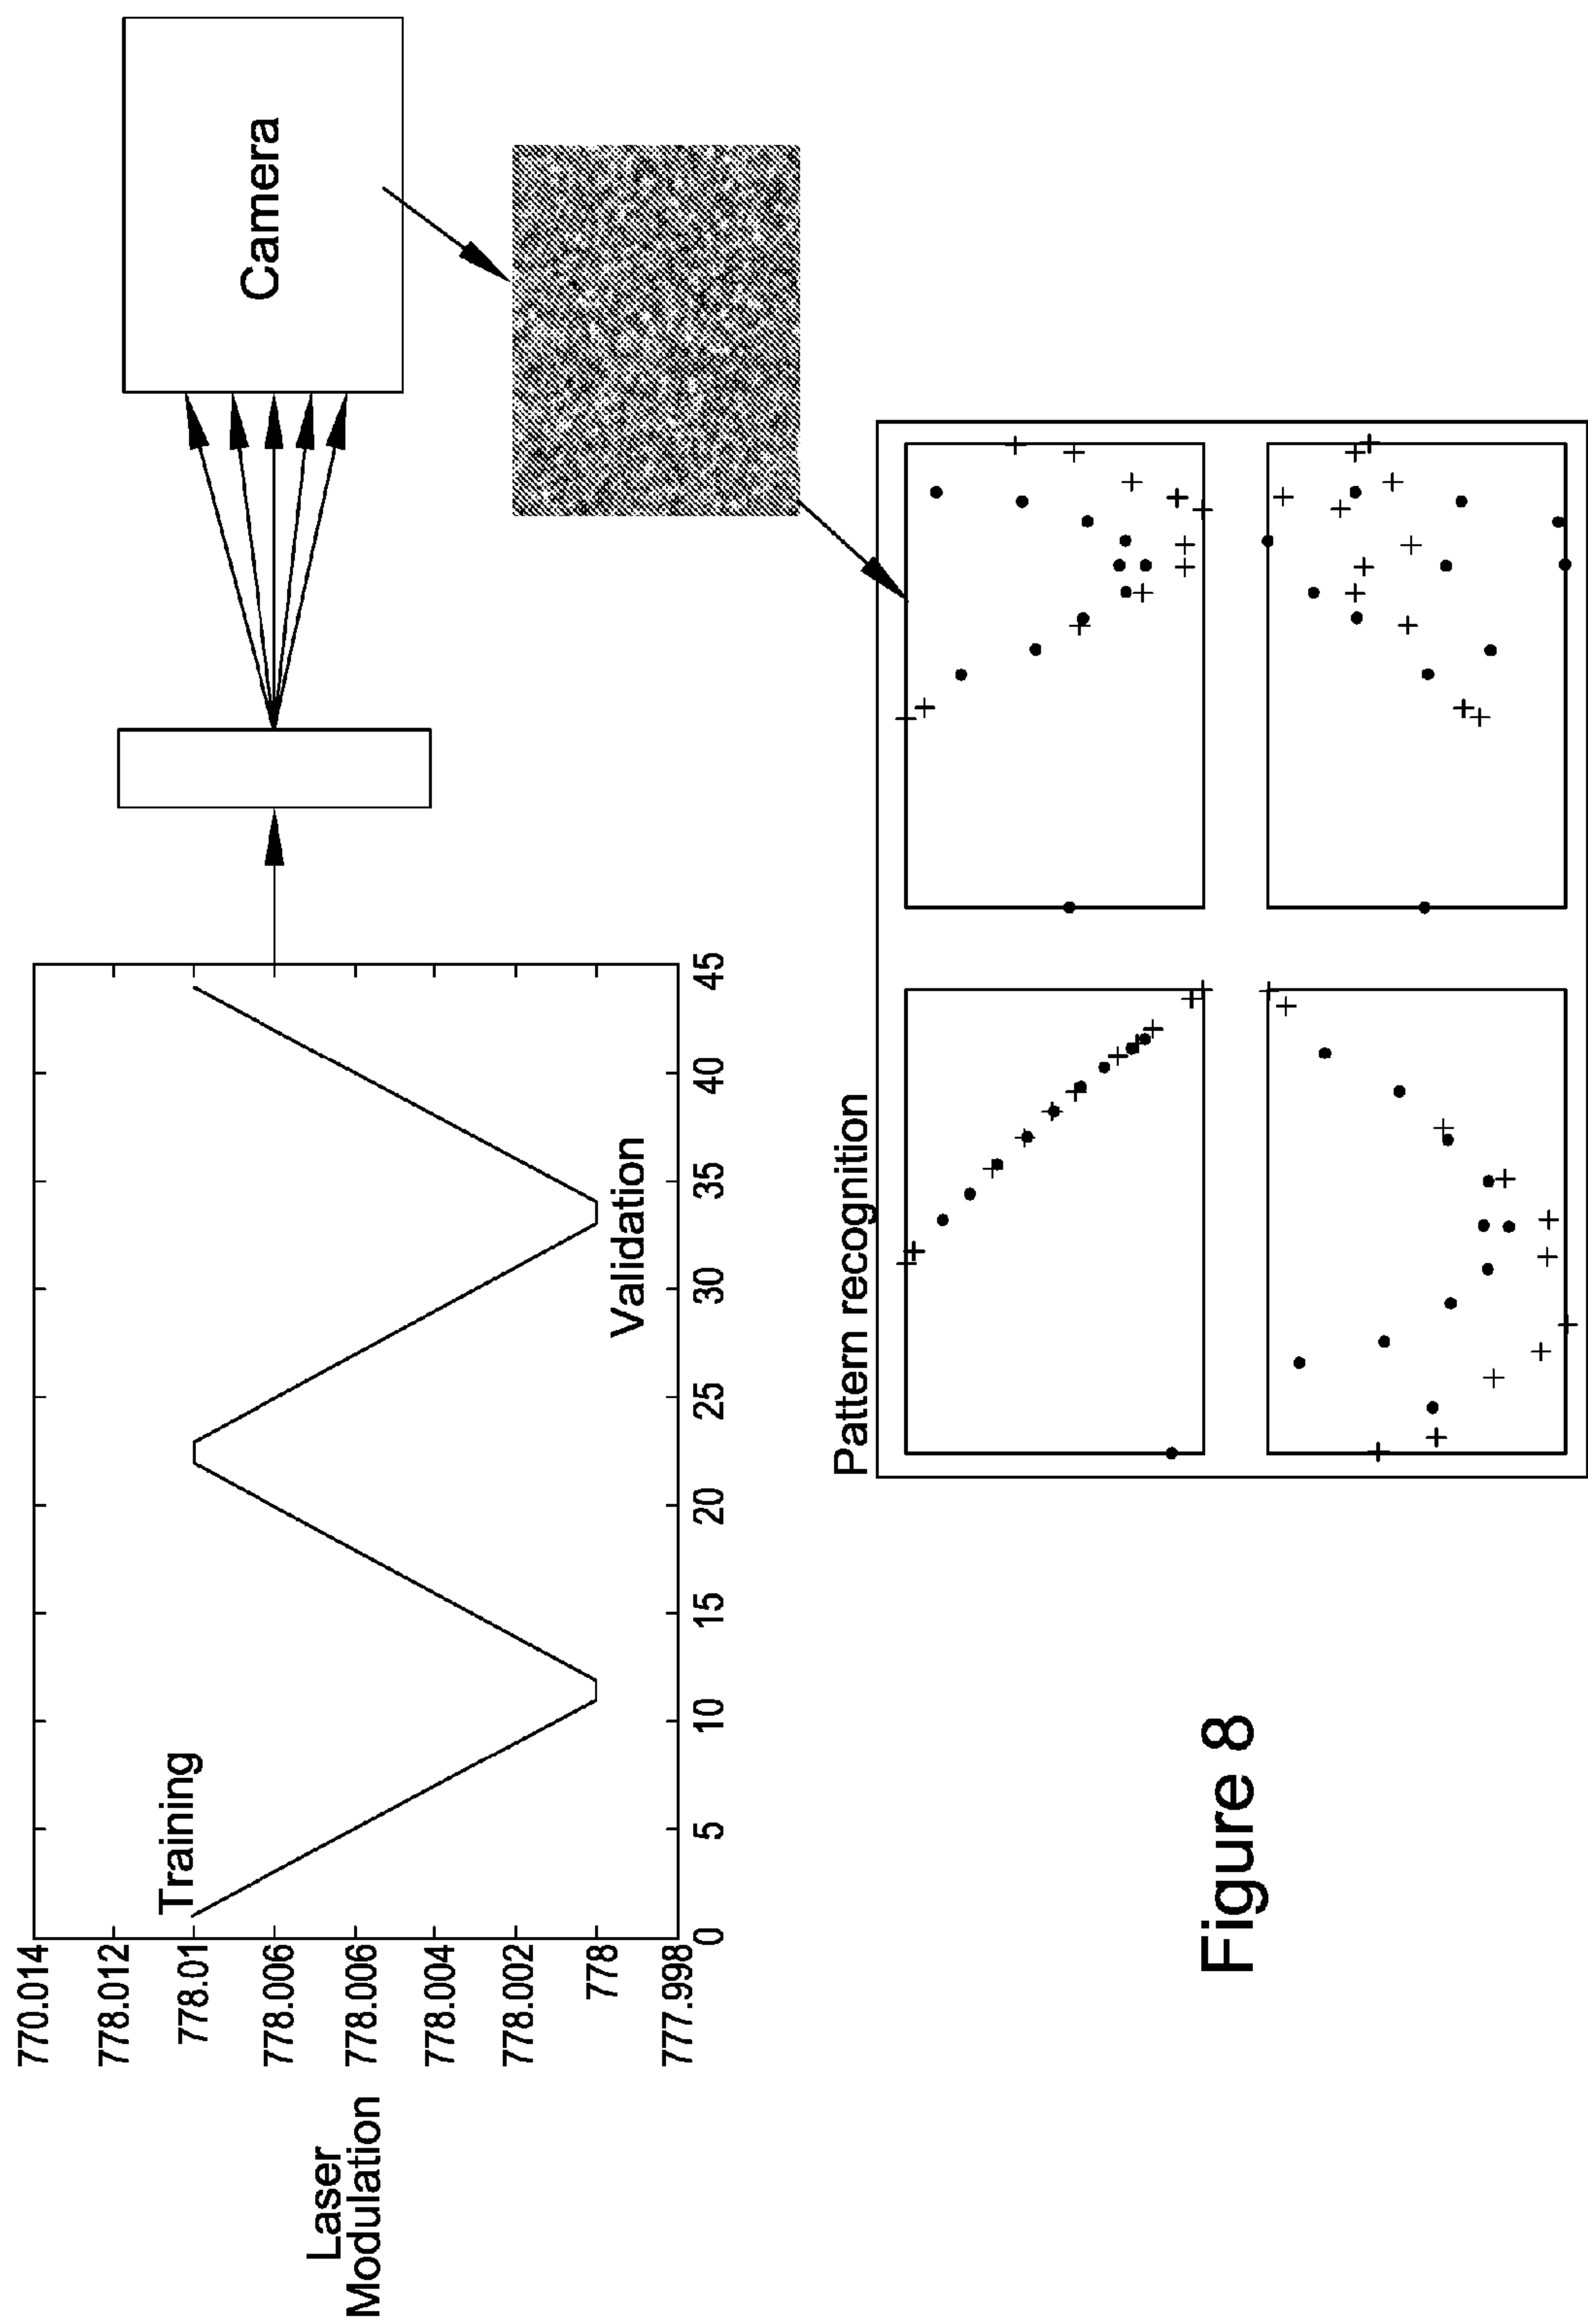 Laser
Modulation
770.014
778.012
778.01
778.006
778.006
778.004
778.002
778
777.998
0
5
10
15
20
25
30
35
40
45
Training
Validation
Camera
Pattern recognition
Figure 8